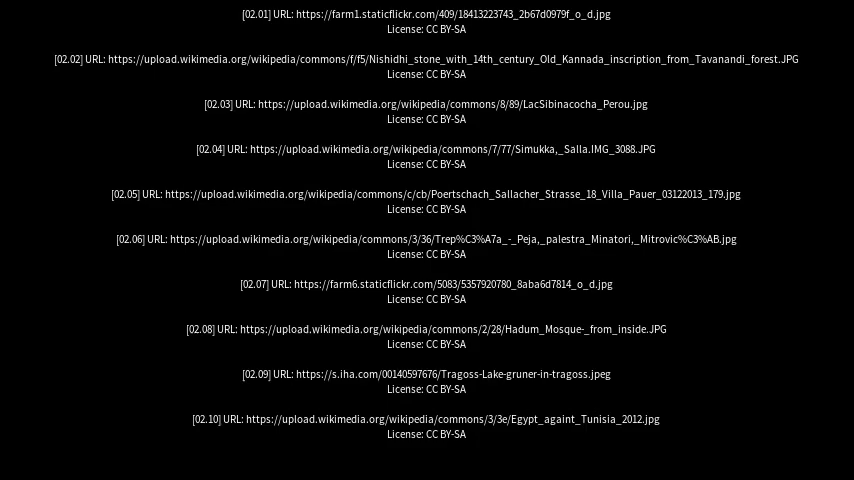 [02.01] URL: https://farm1.staticflickr.com/409/18413223743_2b67d0979f_o_d.jpg
License: CC BY-SA
[02.02] URL: https://upload.wikimedia.org/wikipedia/commons/f/f5/Nishidhi_stone_with_14th_century_Old_Kannada_inscription_from_Tavanandi_forest.JPG
License: CC BY-SA
[02.03] URL: https://upload.wikimedia.org/wikipedia/commons/8/89/LacSibinacocha_Perou.jpg
License: CC BY-SA
[02.04] URL: https://upload.wikimedia.org/wikipedia/commons/7/77/Simukka,_Salla.IMG_3088.JPG
License: CC BY-SA
[02.05] URL: https://upload.wikimedia.org/wikipedia/commons/c/cb/Poertschach_Sallacher_Strasse_18_Villa_Pauer_03122013_179.jpg
License: CC BY-SA
[02.06] URL: https://upload.wikimedia.org/wikipedia/commons/3/36/Trep%C3%A7a_-_Peja,_palestra_Minatori,_Mitrovic%C3%AB.jpg
License: CC BY-SA
[02.07] URL: https://farm6.staticflickr.com/5083/5357920780_8aba6d7814_o_d.jpg
License: CC BY-SA
[02.08] URL: https://upload.wikimedia.org/wikipedia/commons/2/28/Hadum_Mosque-_from_inside.JPG
License: CC BY-SA
[02.09] URL: https://s.iha.com/00140597676/Tragoss-Lake-gruner-in-tragoss.jpeg
License: CC BY-SA
[02.10] URL: https://upload.wikimedia.org/wikipedia/commons/3/3e/Egypt_againt_Tunisia_2012.jpg
License: CC BY-SA